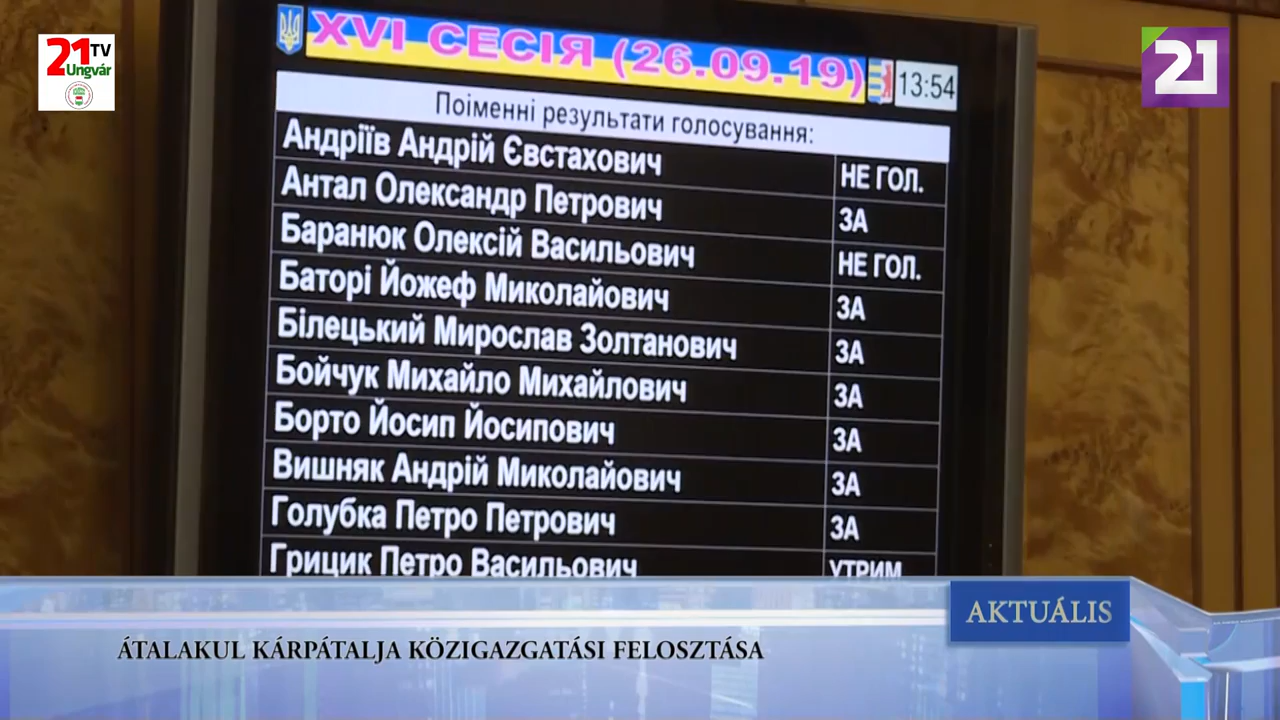 21TV
Ungvár
21
XVI СЕСІЯ (26.09.19)
13:54
Поіменні результати голосування:
Андріїв Андрій Євстахович НЕ ГОЛ.
Антал Олександр Петрович ЗА
Баранюк Олексій Васильович НЕ ГОЛ.
Баторі Йожеф Миколайович ЗА
Білецький Мирослав Золтанович ЗА
Бойчук Михайло Михайлович ЗА
Борто Йосип Йосипович ЗА
Вишняк Андрій Миколайович ЗА
Голубка Петро Петрович ЗА
Грицик Петро Васильович УТРИМ
AKTUÁLIS
ÁTALAKUL KÁRPÁTALJA KÖZIGAZGATÁSI FELOSZTÁSA